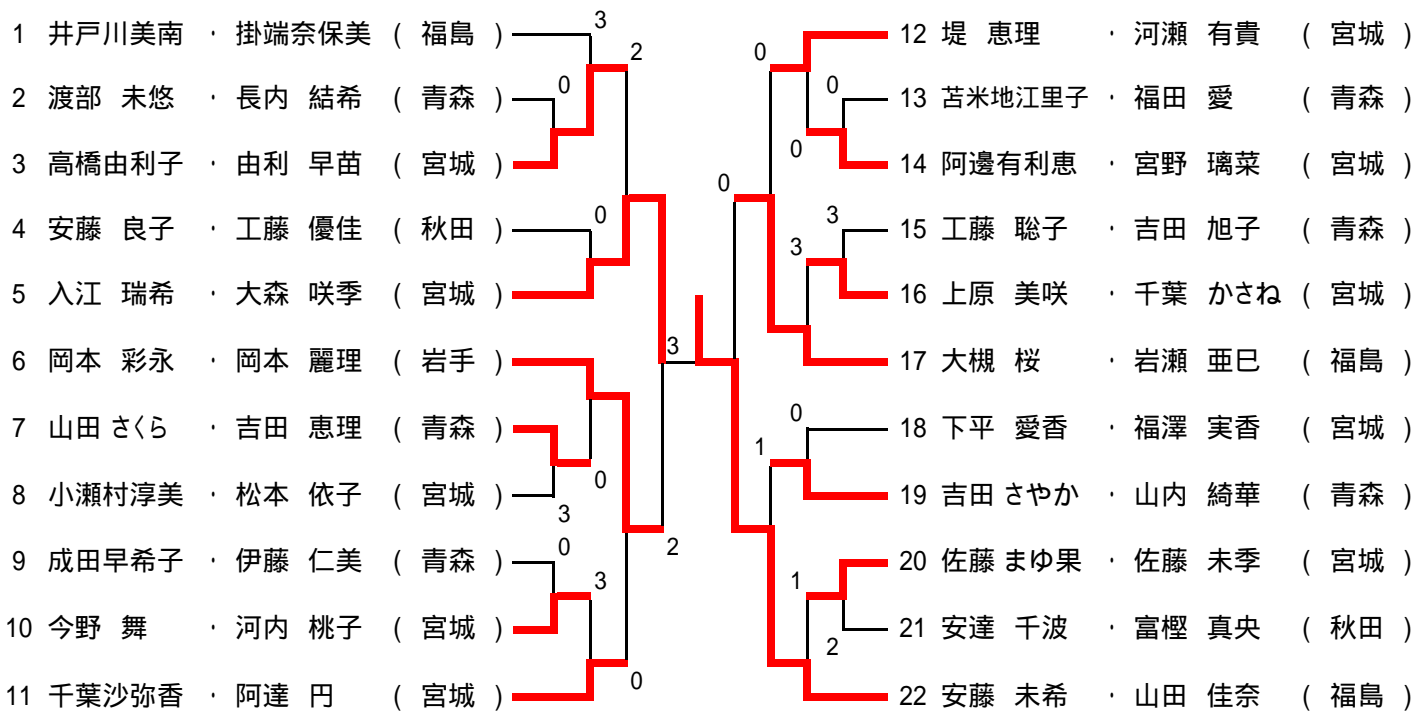 1 井戸川美南 ・ 掛端奈保美 ( 福島 )
2 渡部 未悠 ・ 長内 結希 ( 青森 )
3 高橋由利子 ・ 由利 早苗 ( 宮城 )
4 安藤 良子 ・ 工藤 優佳 ( 秋田 )
5 入江 瑞希 ・ 大森 咲季 ( 宮城 )
6 岡本 彩永 ・ 岡本 麗理 ( 岩手 )
7 山田 さくら ・ 吉田 恵理 ( 青森 )
8 小瀬村淳美 ・ 松本 依子 ( 宮城 )
9 成田早希子 ・ 伊藤 仁美 ( 青森 )
10 今野 舞 ・ 河内 桃子 ( 宮城 )
11 千葉沙弥香 ・ 阿達 円 ( 宮城 )
3
2
0
0
3
0
3
0
2
3
0
12 堤 恵理 ・ 河瀬 有貴 ( 宮城 )
13 苫米地江里子 ・ 福田 愛 ( 青森 )
14 阿邊有利恵 ・ 宮野 璃菜 ( 宮城 )
15 工藤 聡子 ・ 吉田 旭子 ( 青森 )
16 上原 美咲 ・ 千葉 かさね ( 宮城 )
17 大槻 桜 ・ 岩瀬 亜巳 ( 福島 )
18 下平 愛香 ・ 福澤 実香 ( 宮城 )
19 吉田 さやか ・ 山内 綺華 ( 青森 )
20 佐藤 まゆ果 ・ 佐藤 未季 ( 宮城 )
21 安達 千波 ・ 富樫 真央 ( 秋田 )
22 安藤 未希 ・ 山田 佳奈 ( 福島 )
0
0
0
0
3
3
0
1
1
2